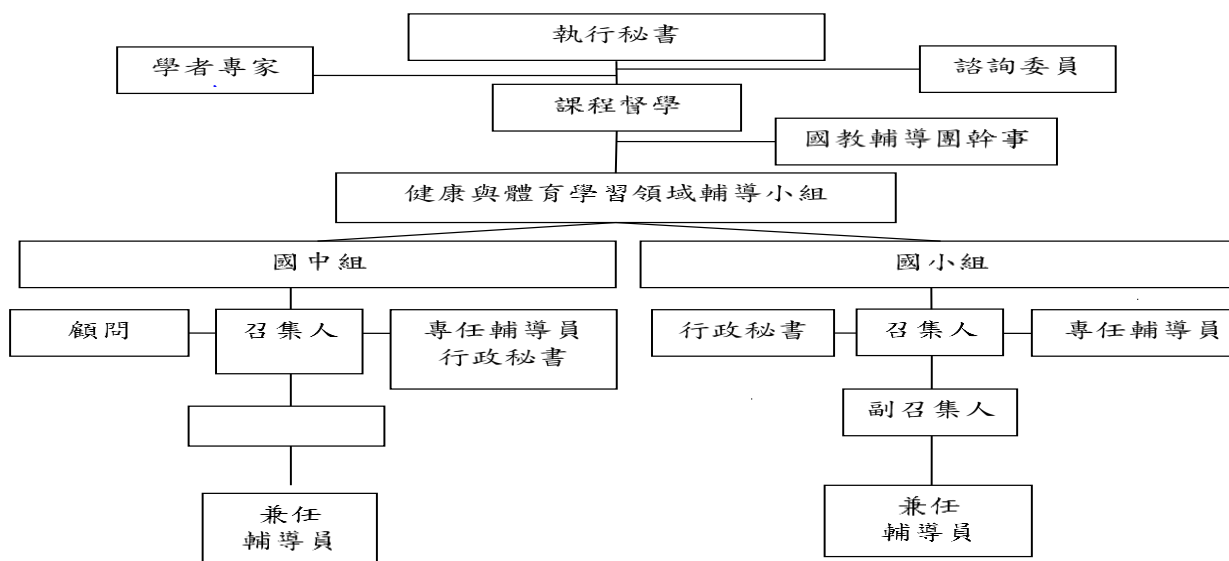 執行秘書
學者專家
諮詢委員
課程督學
國教輔導團幹事
健康與體育學習領域輔導小組
國中組
國小組
顧問
召集人
專任輔導員
行政秘書
行政秘書
召集人
專任輔導員
副召集人
兼任
輔導員
兼任
輔導員